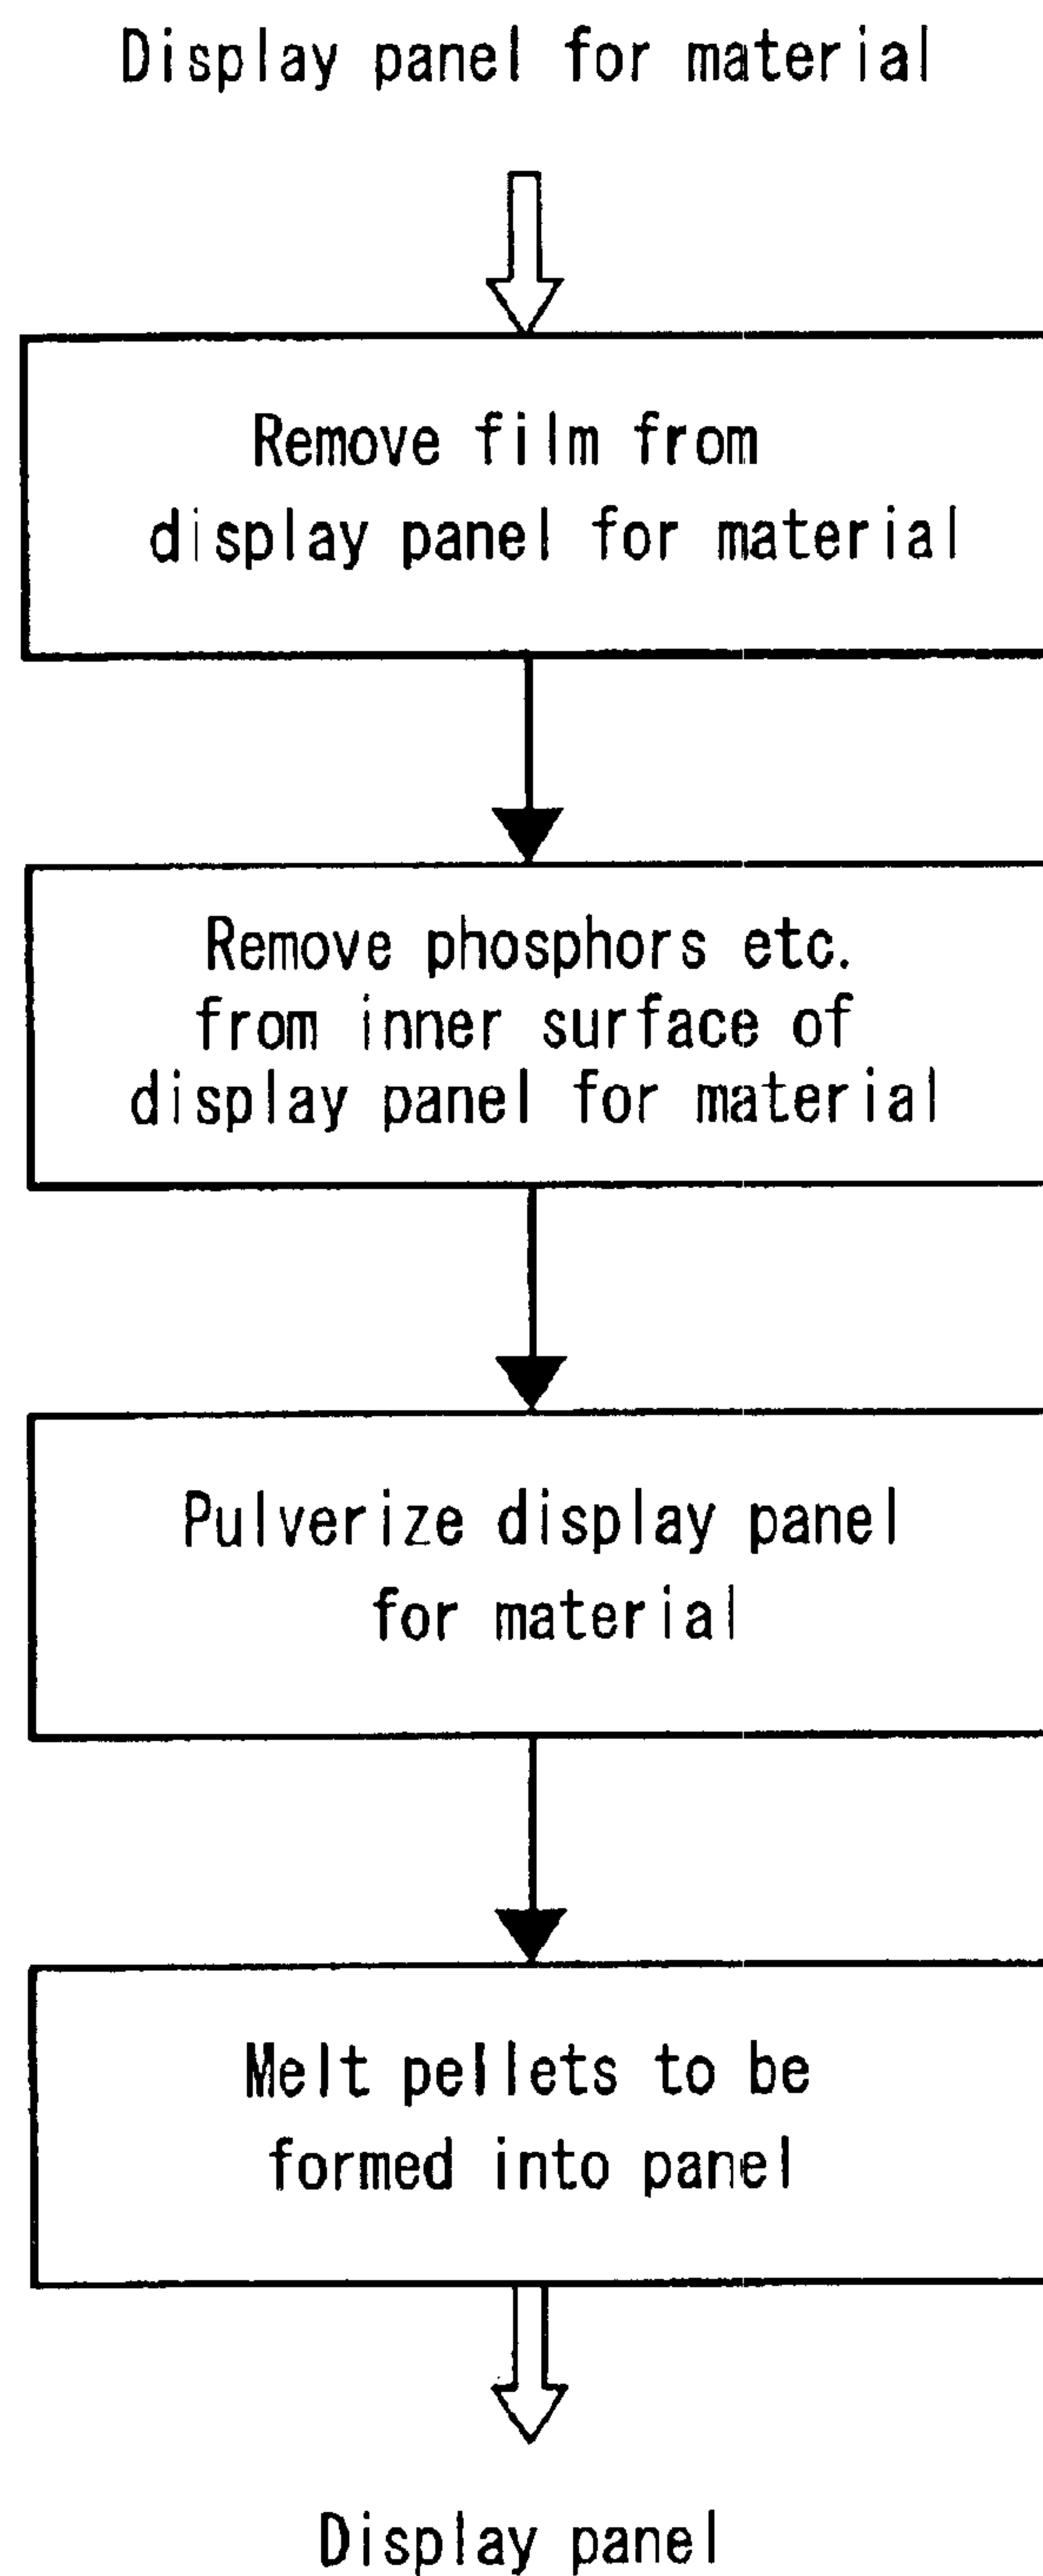 Display panel for material
Remove film from
display panel for material
Remove phosphors etc.
from inner surface of
display panel for material
Pulverize display panel
for material
Melt pellets to be
formed into panel
Display panel